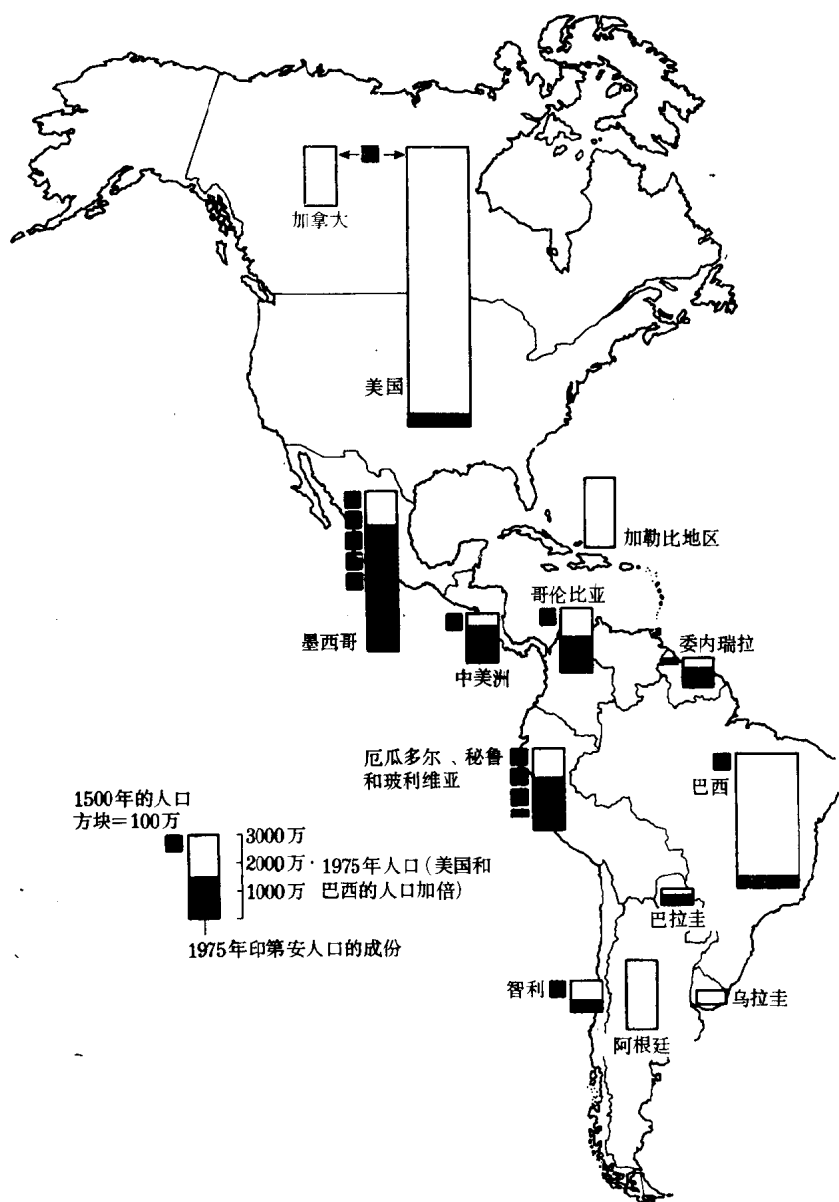 加拿大
美国
加勒比地区
墨西哥
中美洲
哥伦比亚
委内瑞拉
厄瓜多尔、秘鲁
和玻利维亚
巴西
1500年的人口
方块=100万
3000万
2000万
1000万
1975年人口(美国和
巴西的人口加倍)
1975年印第安人口的成份
巴拉圭
智利
乌拉圭
阿根廷